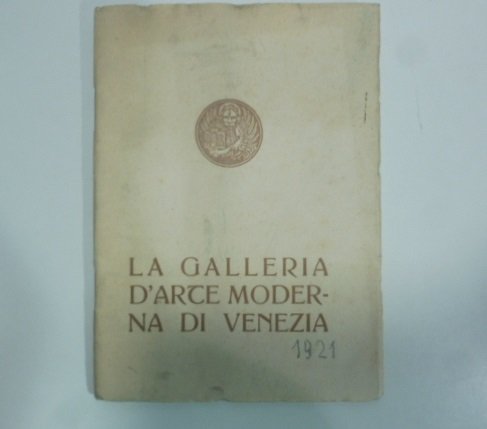 LA GALLERIA
D'ARTE MODER-
NA DI VENEZIA
1921